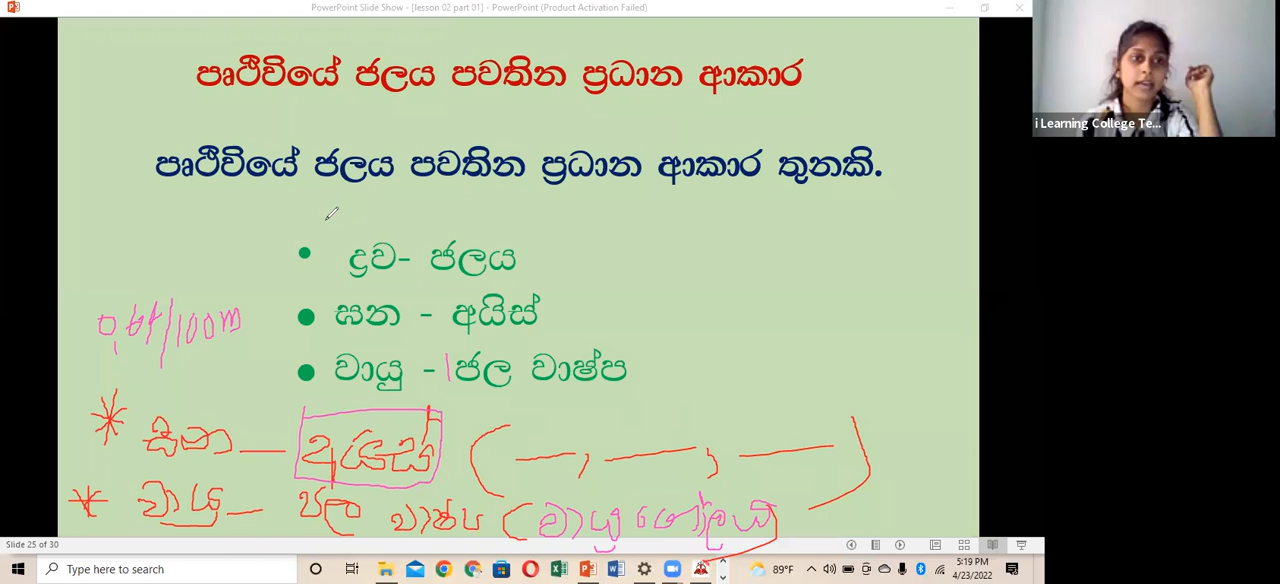 PowerPoint Slide Show - [lesson 02 part 01] - PowerPoint (Product Activation Failed)
පෘථිවියේ ජලය පවතින ප්‍රධාන ආකාර
පෘථිවියේ ජලය පවතින ප්‍රධාන ආකාර තුනකි.
• ද්‍රව- ජලය
• ඝන - අයිස්
• වායු - ජල වාෂ්ප
/100m
* ඝන — අයිස් ( — , — , — )
* වායු — ජල වාෂ්ප (වායු ගෝලය)
i Learning College Te...
Slide 25 of 30
Type here to search
89°F
5:19 PM
4/23/2022